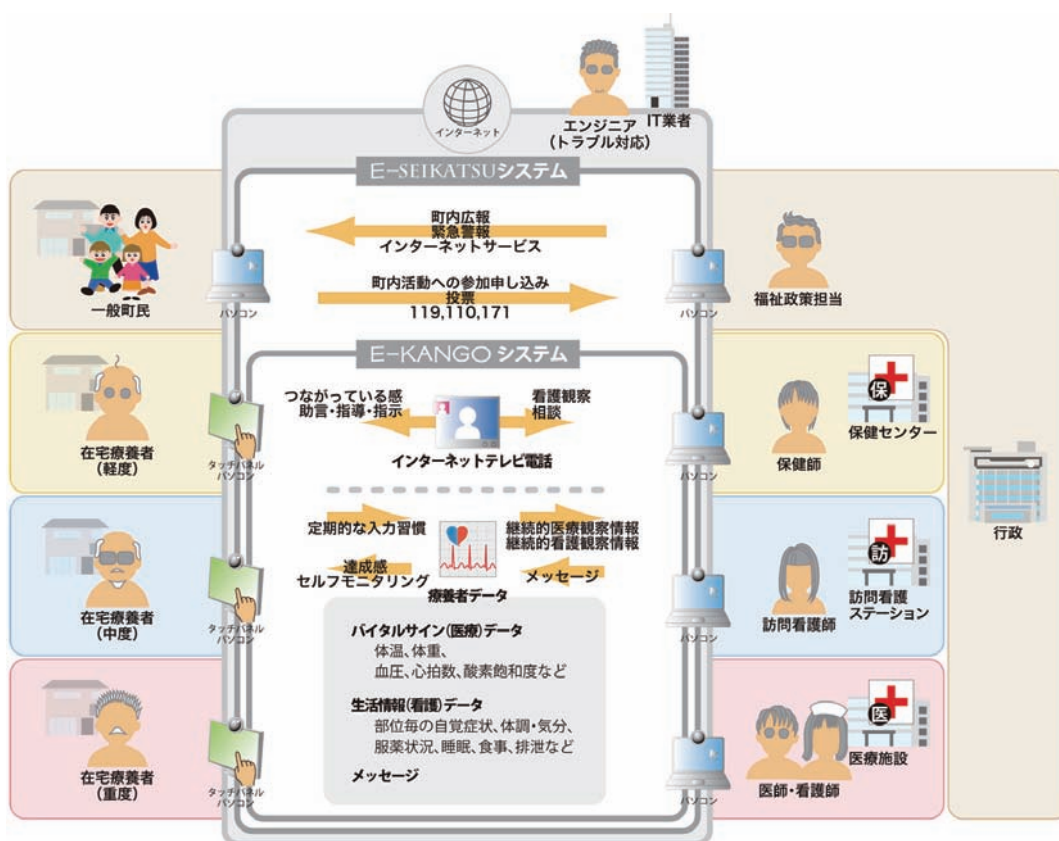 インターネット
エンジニア
(トラブル対応)
IT業者
E-SEIKATSUシステム
町内広報
緊急警報
インターネットサービス
町内活動への参加申し込み
投票
119,110,171
一般町民
パソコン
パソコン
福祉政策担当
E-KANGOシステム
つながっている感
助言・指導・指示
看護観察
相談
インターネットテレビ電話
在宅療養者
(軽度)
タッチパネル
パソコン
パソコン
保健師
保
保健センター
行政
定期的な入力習慣
継続的医療観察情報
継続的看護観察情報
達成感
セルフモニタリング
メッセージ
療養者データ
在宅療養者
(中度)
タッチパネル
パソコン
パソコン
訪問看護師
訪
訪問看護
ステーション
バイタルサイン(医療)データ
体温、体重、
血圧、心拍数、酸素飽和度など
生活情報(看護)データ
部位毎の自覚症状、体調・気分、
服薬状況、睡眠、食事、排泄など
メッセージ
在宅療養者
(重度)
タッチパネル
パソコン
パソコン
医師・看護師
医
医療施設